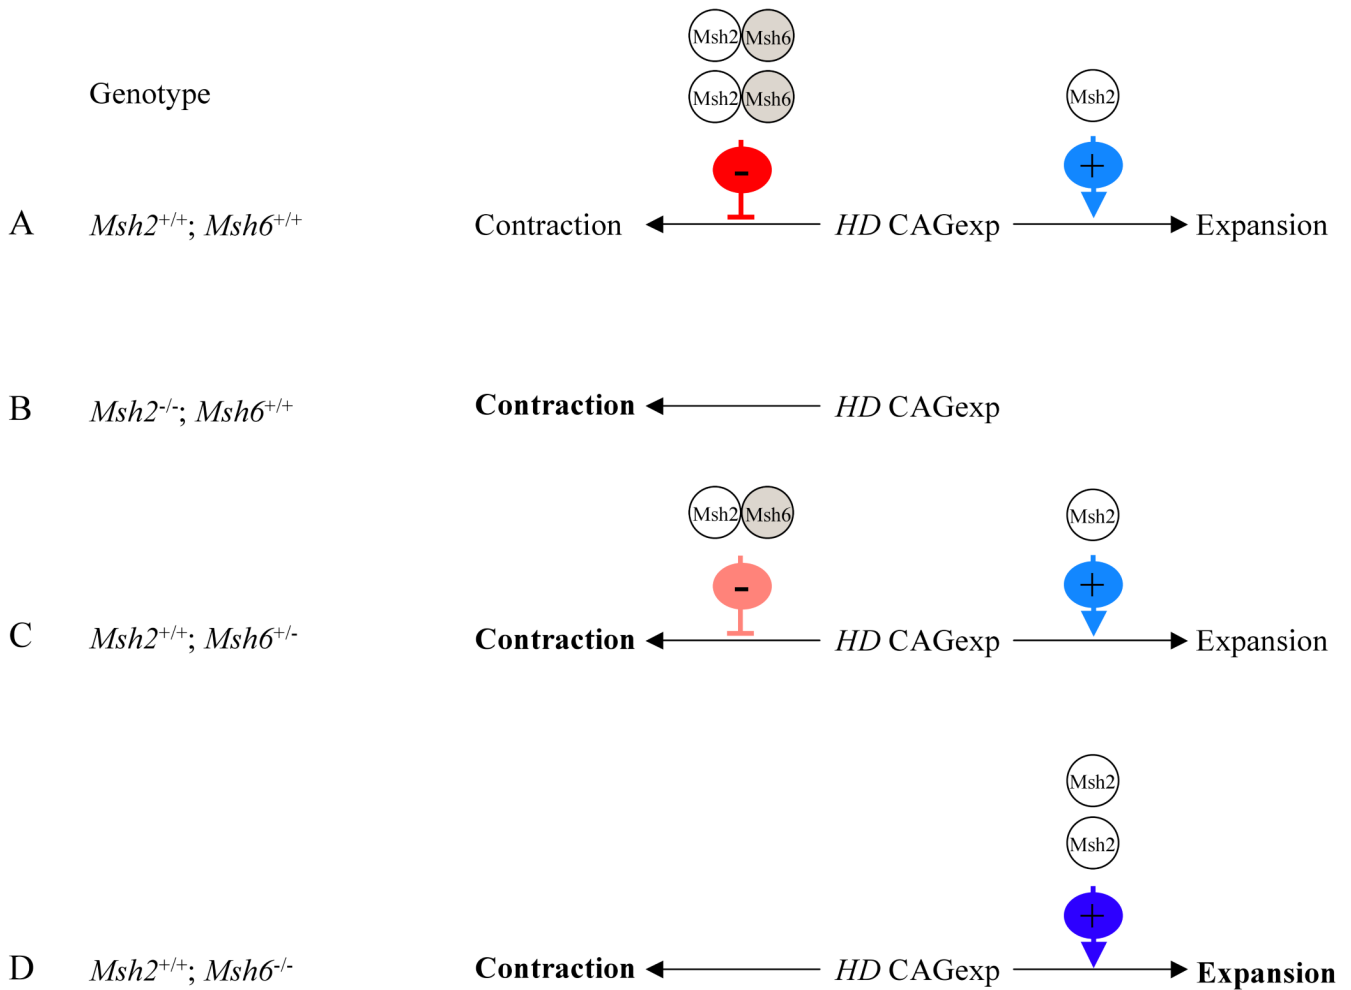 Msh2 Msh6
Msh2 Msh6 Msh2
Genotype
- +
A Msh2+/+; Msh6+/+ Contraction HD CAGexp Expansion
B Msh2-/-; Msh6+/+ Contraction HD CAGexp
Msh2 Msh6 Msh2
- +
C Msh2+/+; Msh6+/- Contraction HD CAGexp Expansion
Msh2
Msh2
+
D Msh2+/+; Msh6-/- Contraction HD CAGexp Expansion